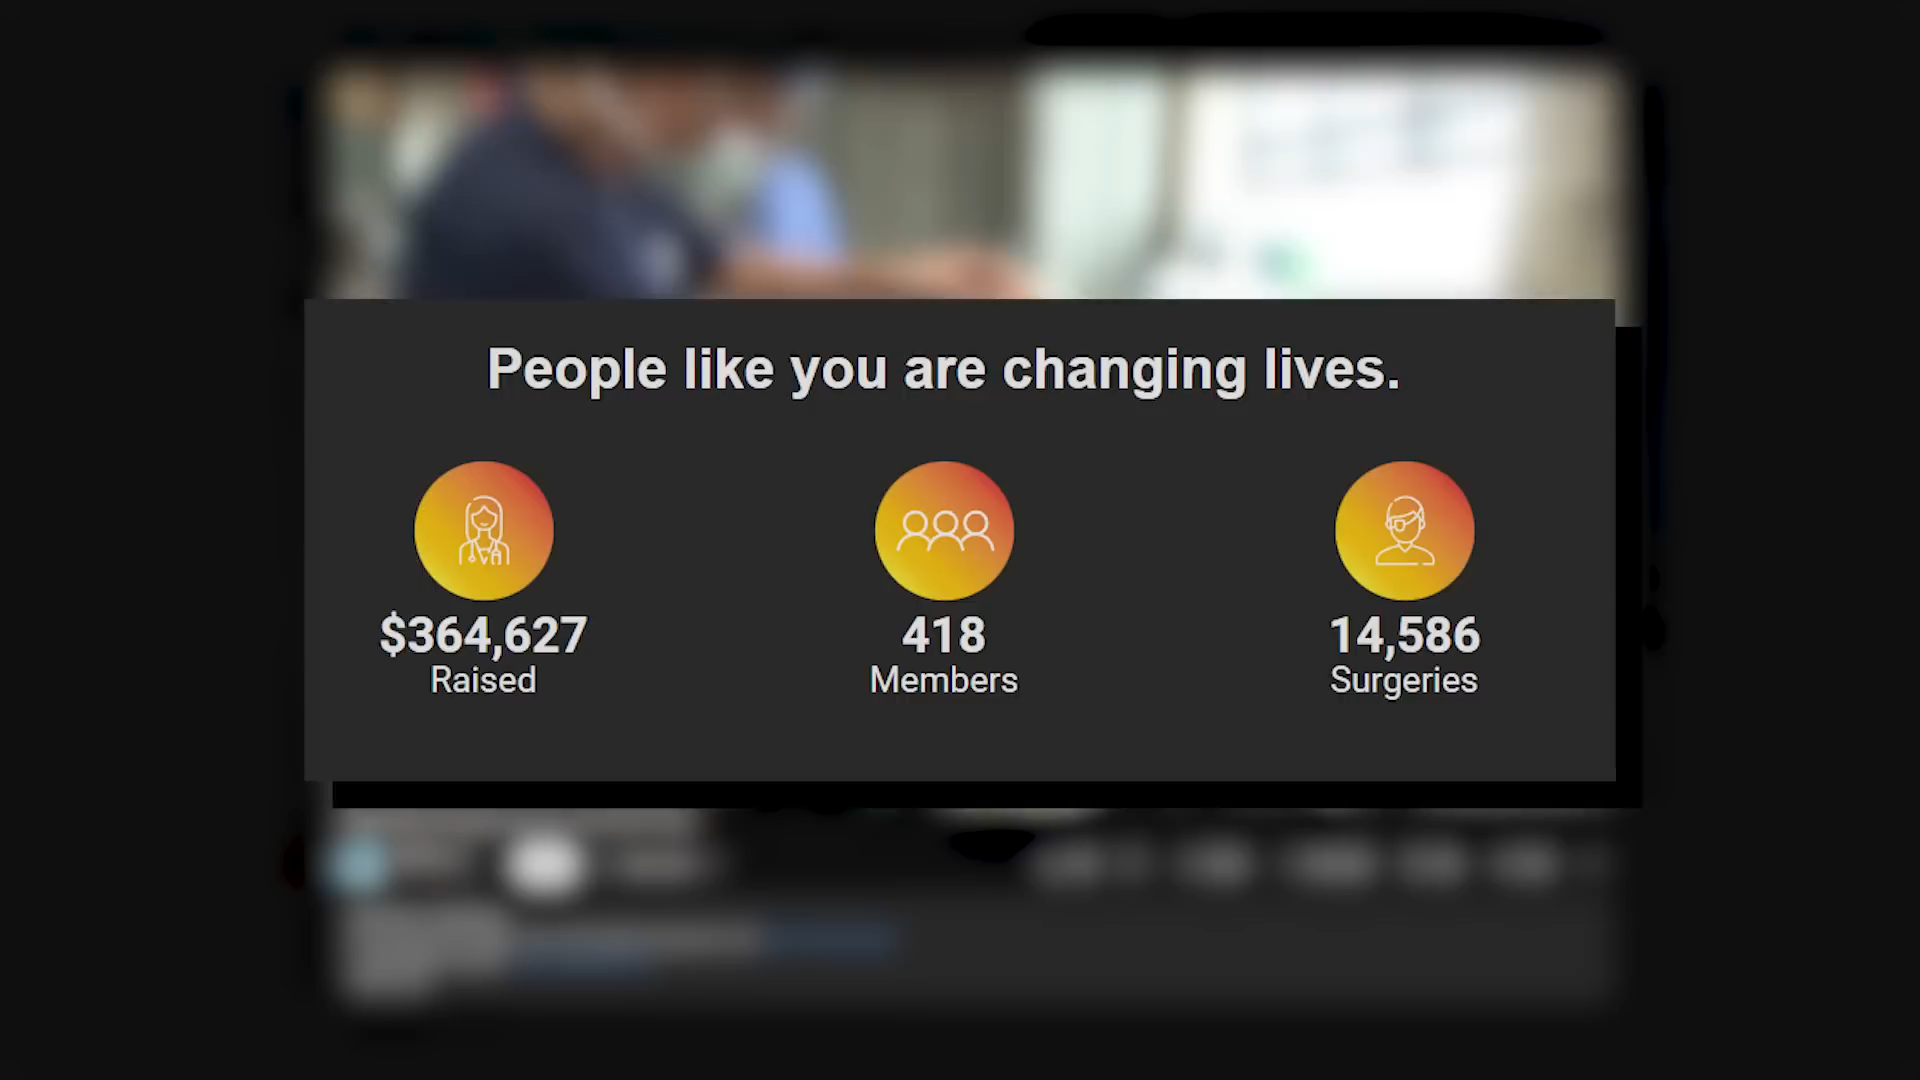 People like you are changing lives.
$364,627
Raised
418
Members
14,586
Surgeries